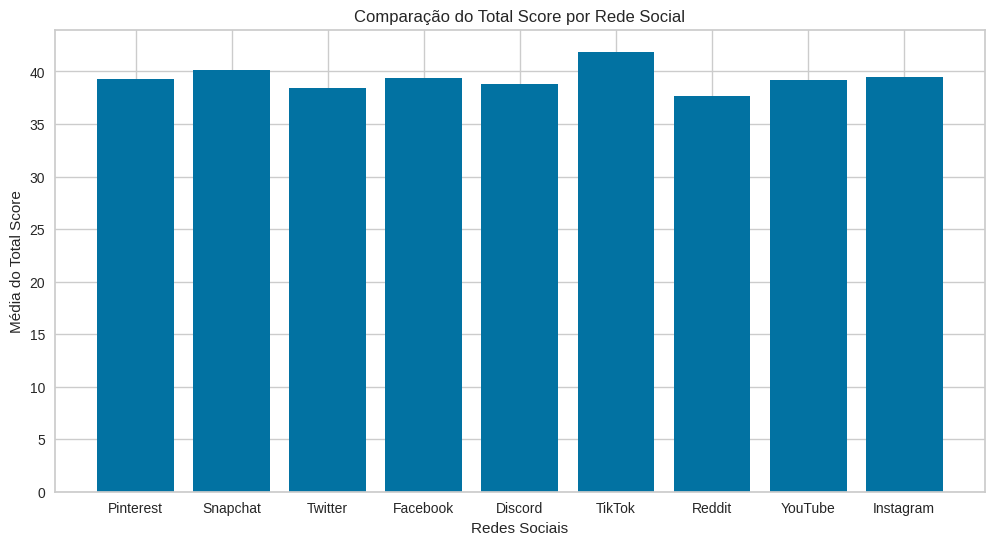 Comparação do Total Score por Rede Social
Média do Total Score
40
35
30
25
20
15
10
5
0
Pinterest Snapchat Twitter Facebook Discord TikTok Reddit YouTube Instagram
Redes Sociais